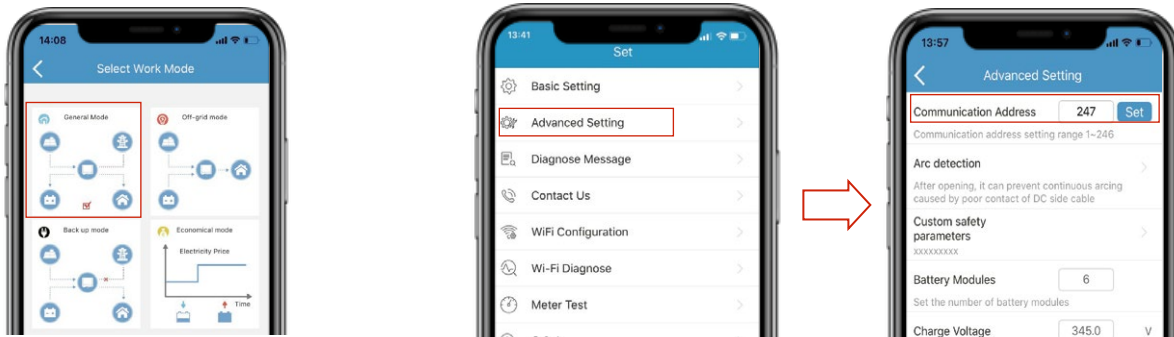 14:08
Select Work Mode
General Mode
Off-grid mode
Back up mode
Economical mode
Electricity Price
Time
13:41
Set
Basic Setting
Advanced Setting
Diagnose Message
Contact Us
WiFi Configuration
Wi-Fi Diagnose
Meter Test
13:57
Advanced Setting
Communication Address 247 Set
Communication address setting range 1~246
Arc detection
After opening, it can prevent continuous arcing
caused by poor contact of DC side cable
Custom safety
parameters
xxxxxxxxx
Battery Modules 6
Set the number of battery modules
Charge Voltage 345.0 V